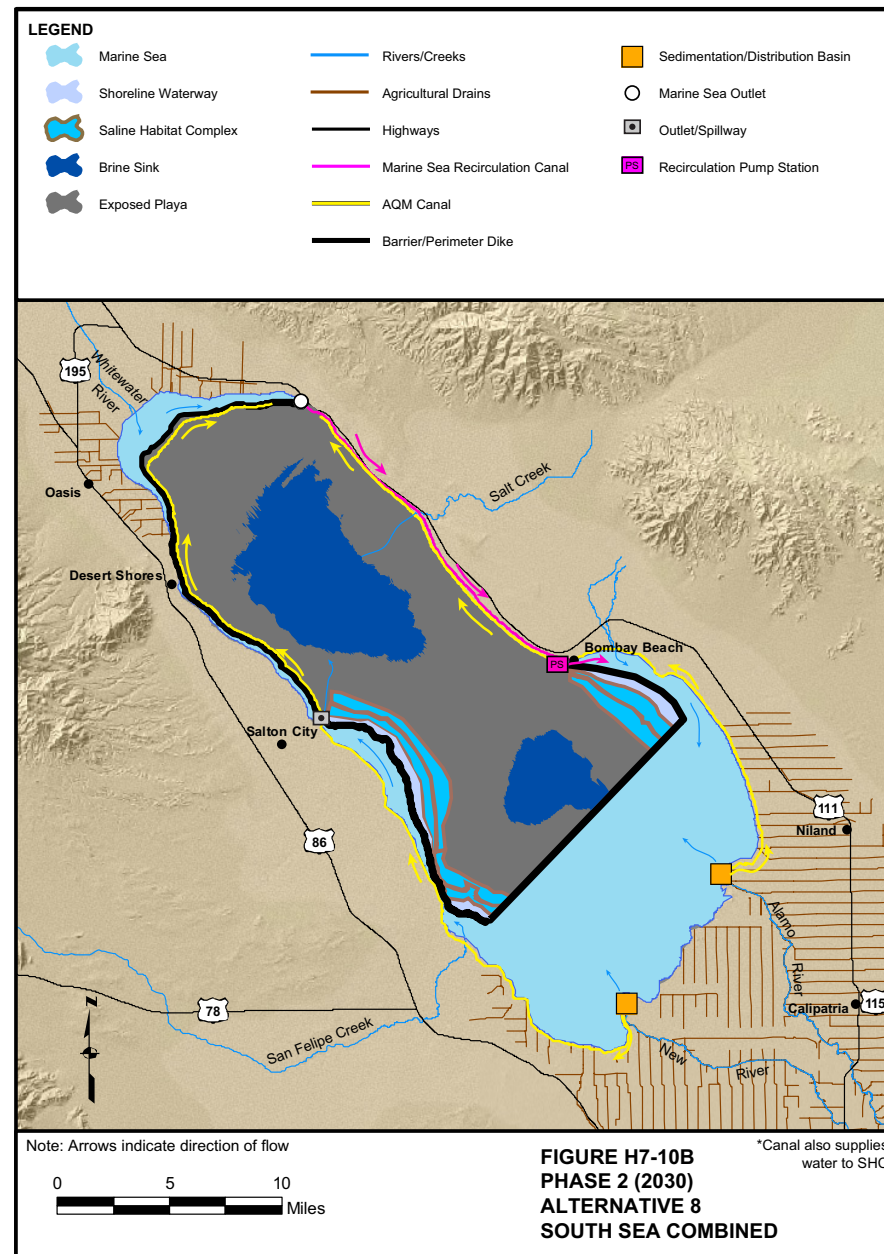 LEGEND
Marine Sea
Shoreline Waterway
Saline Habitat Complex
Brine Sink
Exposed Playa
Rivers/Creeks
Agricultural Drains
Highways
Marine Sea Recirculation Canal
AQM Canal
Barrier/Perimeter Dike
Sedimentation/Distribution Basin
Marine Sea Outlet
Outlet/Spillway
PS Recirculation Pump Station
195
Whitewater
River
Oasis
Salt Creek
Desert Shores
Bombay Beach
PS
Salton City
111
Niland
86
Alamo
River
78
Calipatria
115
San Felipe Creek
New
River
N
Note: Arrows indicate direction of flow
0 5 10
Miles
FIGURE H7-10B
PHASE 2 (2030)
ALTERNATIVE 8
SOUTH SEA COMBINED
*Canal also supplies
water to SHC